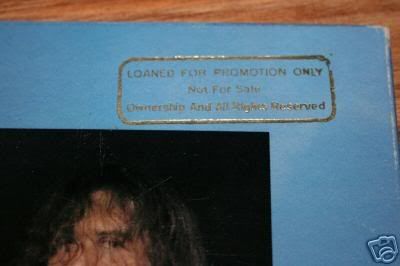 LOANED FOR PROMOTION ONLY
Not For Sale
Ownership And All Rights Reserved